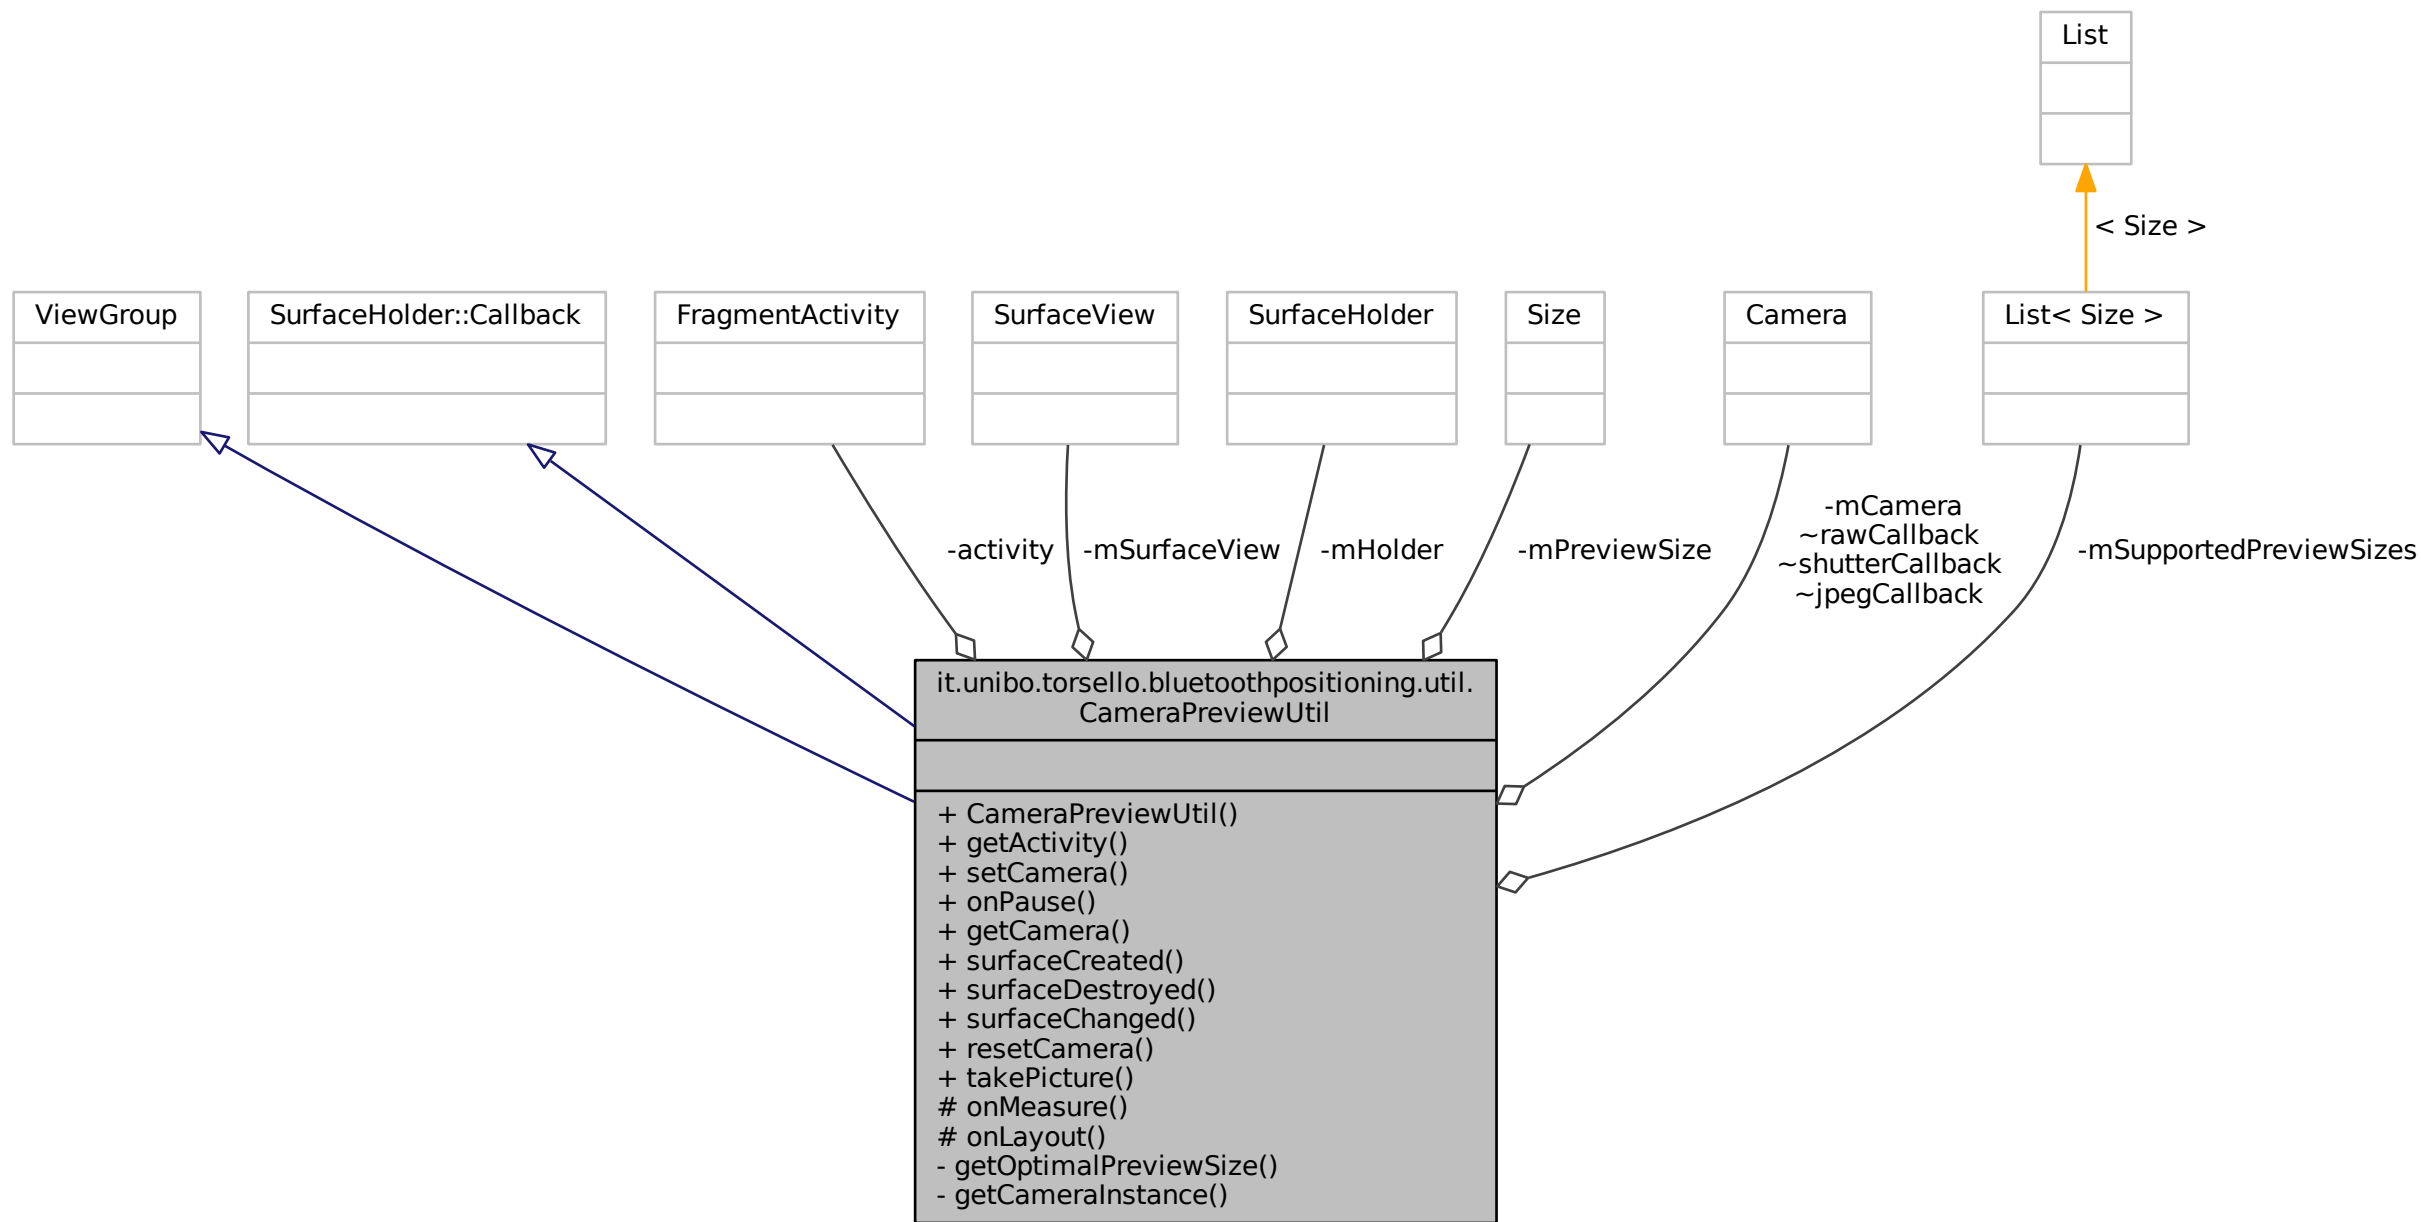 List
< Size >
ViewGroup
SurfaceHolder::Callback
FragmentActivity
SurfaceView
SurfaceHolder
Size
Camera
List< Size >
-activity
-mSurfaceView
-mHolder
-mPreviewSize
-mCamera
~rawCallback
~shutterCallback
~jpegCallback
-mSupportedPreviewSizes
it.unibo.torsello.bluetoothpositioning.util.
CameraPreviewUtil
+ CameraPreviewUtil()
+ getActivity()
+ setCamera()
+ onPause()
+ getCamera()
+ surfaceCreated()
+ surfaceDestroyed()
+ surfaceChanged()
+ resetCamera()
+ takePicture()
# onMeasure()
# onLayout()
- getOptimalPreviewSize()
- getCameraInstance()